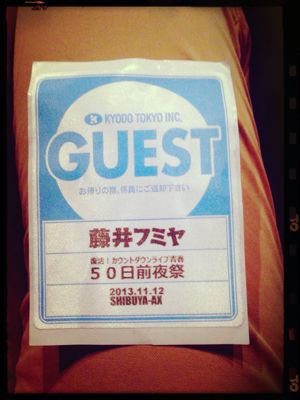 KYODO TOKYO INC.
GUEST
お帰りの際、係員にご返却下さい
藤井フミヤ
復活!カウントダウンライブ青春
50日前夜祭
2013.11.12
SHIBUYA-AX